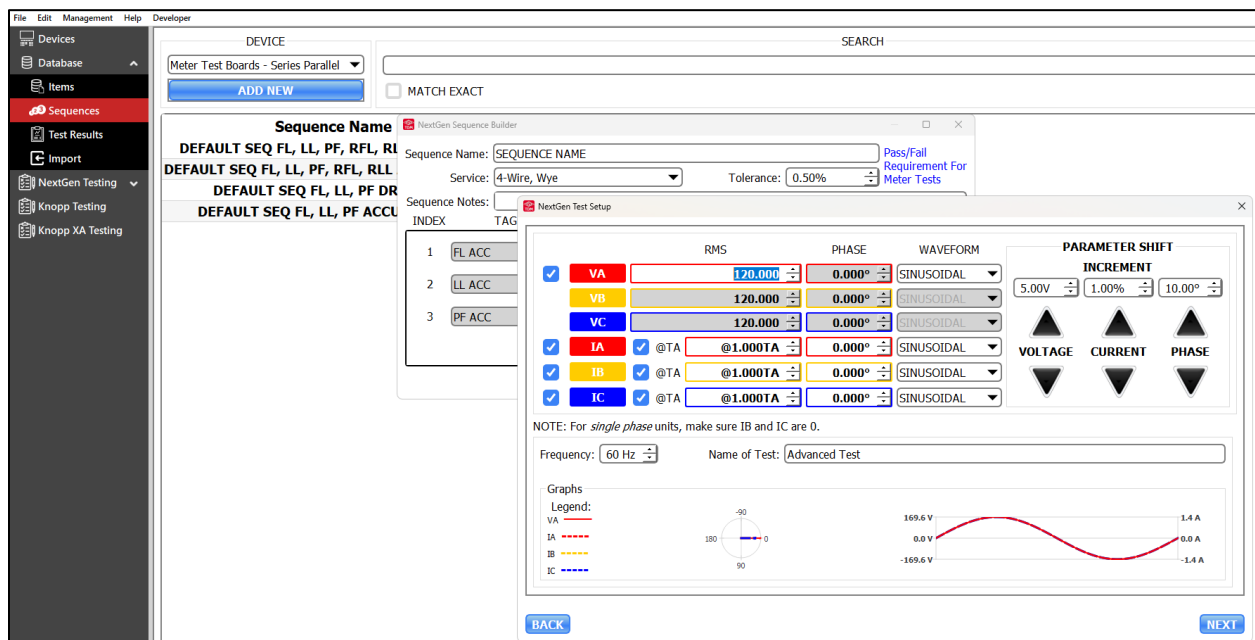 File Edit Management Help Developer
Devices
Database
Items
Sequences
Test Results
Import
NextGen Testing
Knopp Testing
Knopp XA Testing
DEVICE
SEARCH
Meter Test Boards - Series Parallel
ADD NEW
MATCH EXACT
Sequence Name
DEFAULT SEQ FL, LL, PF, RFL, RL
DEFAULT SEQ FL, LL, PF, RFL, RLL
DEFAULT SEQ FL, LL, PF DR
DEFAULT SEQ FL, LL, PF ACCU
NextGen Sequence Builder
Sequence Name: SEQUENCE NAME
Pass/Fail
Requirement For
Meter Tests
Service: 4-Wire, Wye
Tolerance: 0.50%
Sequence Notes:
INDEX TAG
1 FL ACC
2 LL ACC
3 PF ACC
NextGen Test Setup
RMS PHASE WAVEFORM
VA 120.000 0.000° SINUSOIDAL
VB 120.000 0.000° SINUSOIDAL
VC 120.000 0.000° SINUSOIDAL
IA @TA @1.000TA 0.000° SINUSOIDAL
IB @TA @1.000TA 0.000° SINUSOIDAL
IC @TA @1.000TA 0.000° SINUSOIDAL
PARAMETER SHIFT
INCREMENT
5.00V 1.00% 10.00°
VOLTAGE CURRENT PHASE
NOTE: For single phase units, make sure IB and IC are 0.
Frequency: 60 Hz
Name of Test: Advanced Test
Graphs
Legend:
VA
IA
IB
IC
-90
180 0
90
169.6 V 1.4 A
0.0 V 0.0 A
-169.6 V -1.4 A
BACK
NEXT